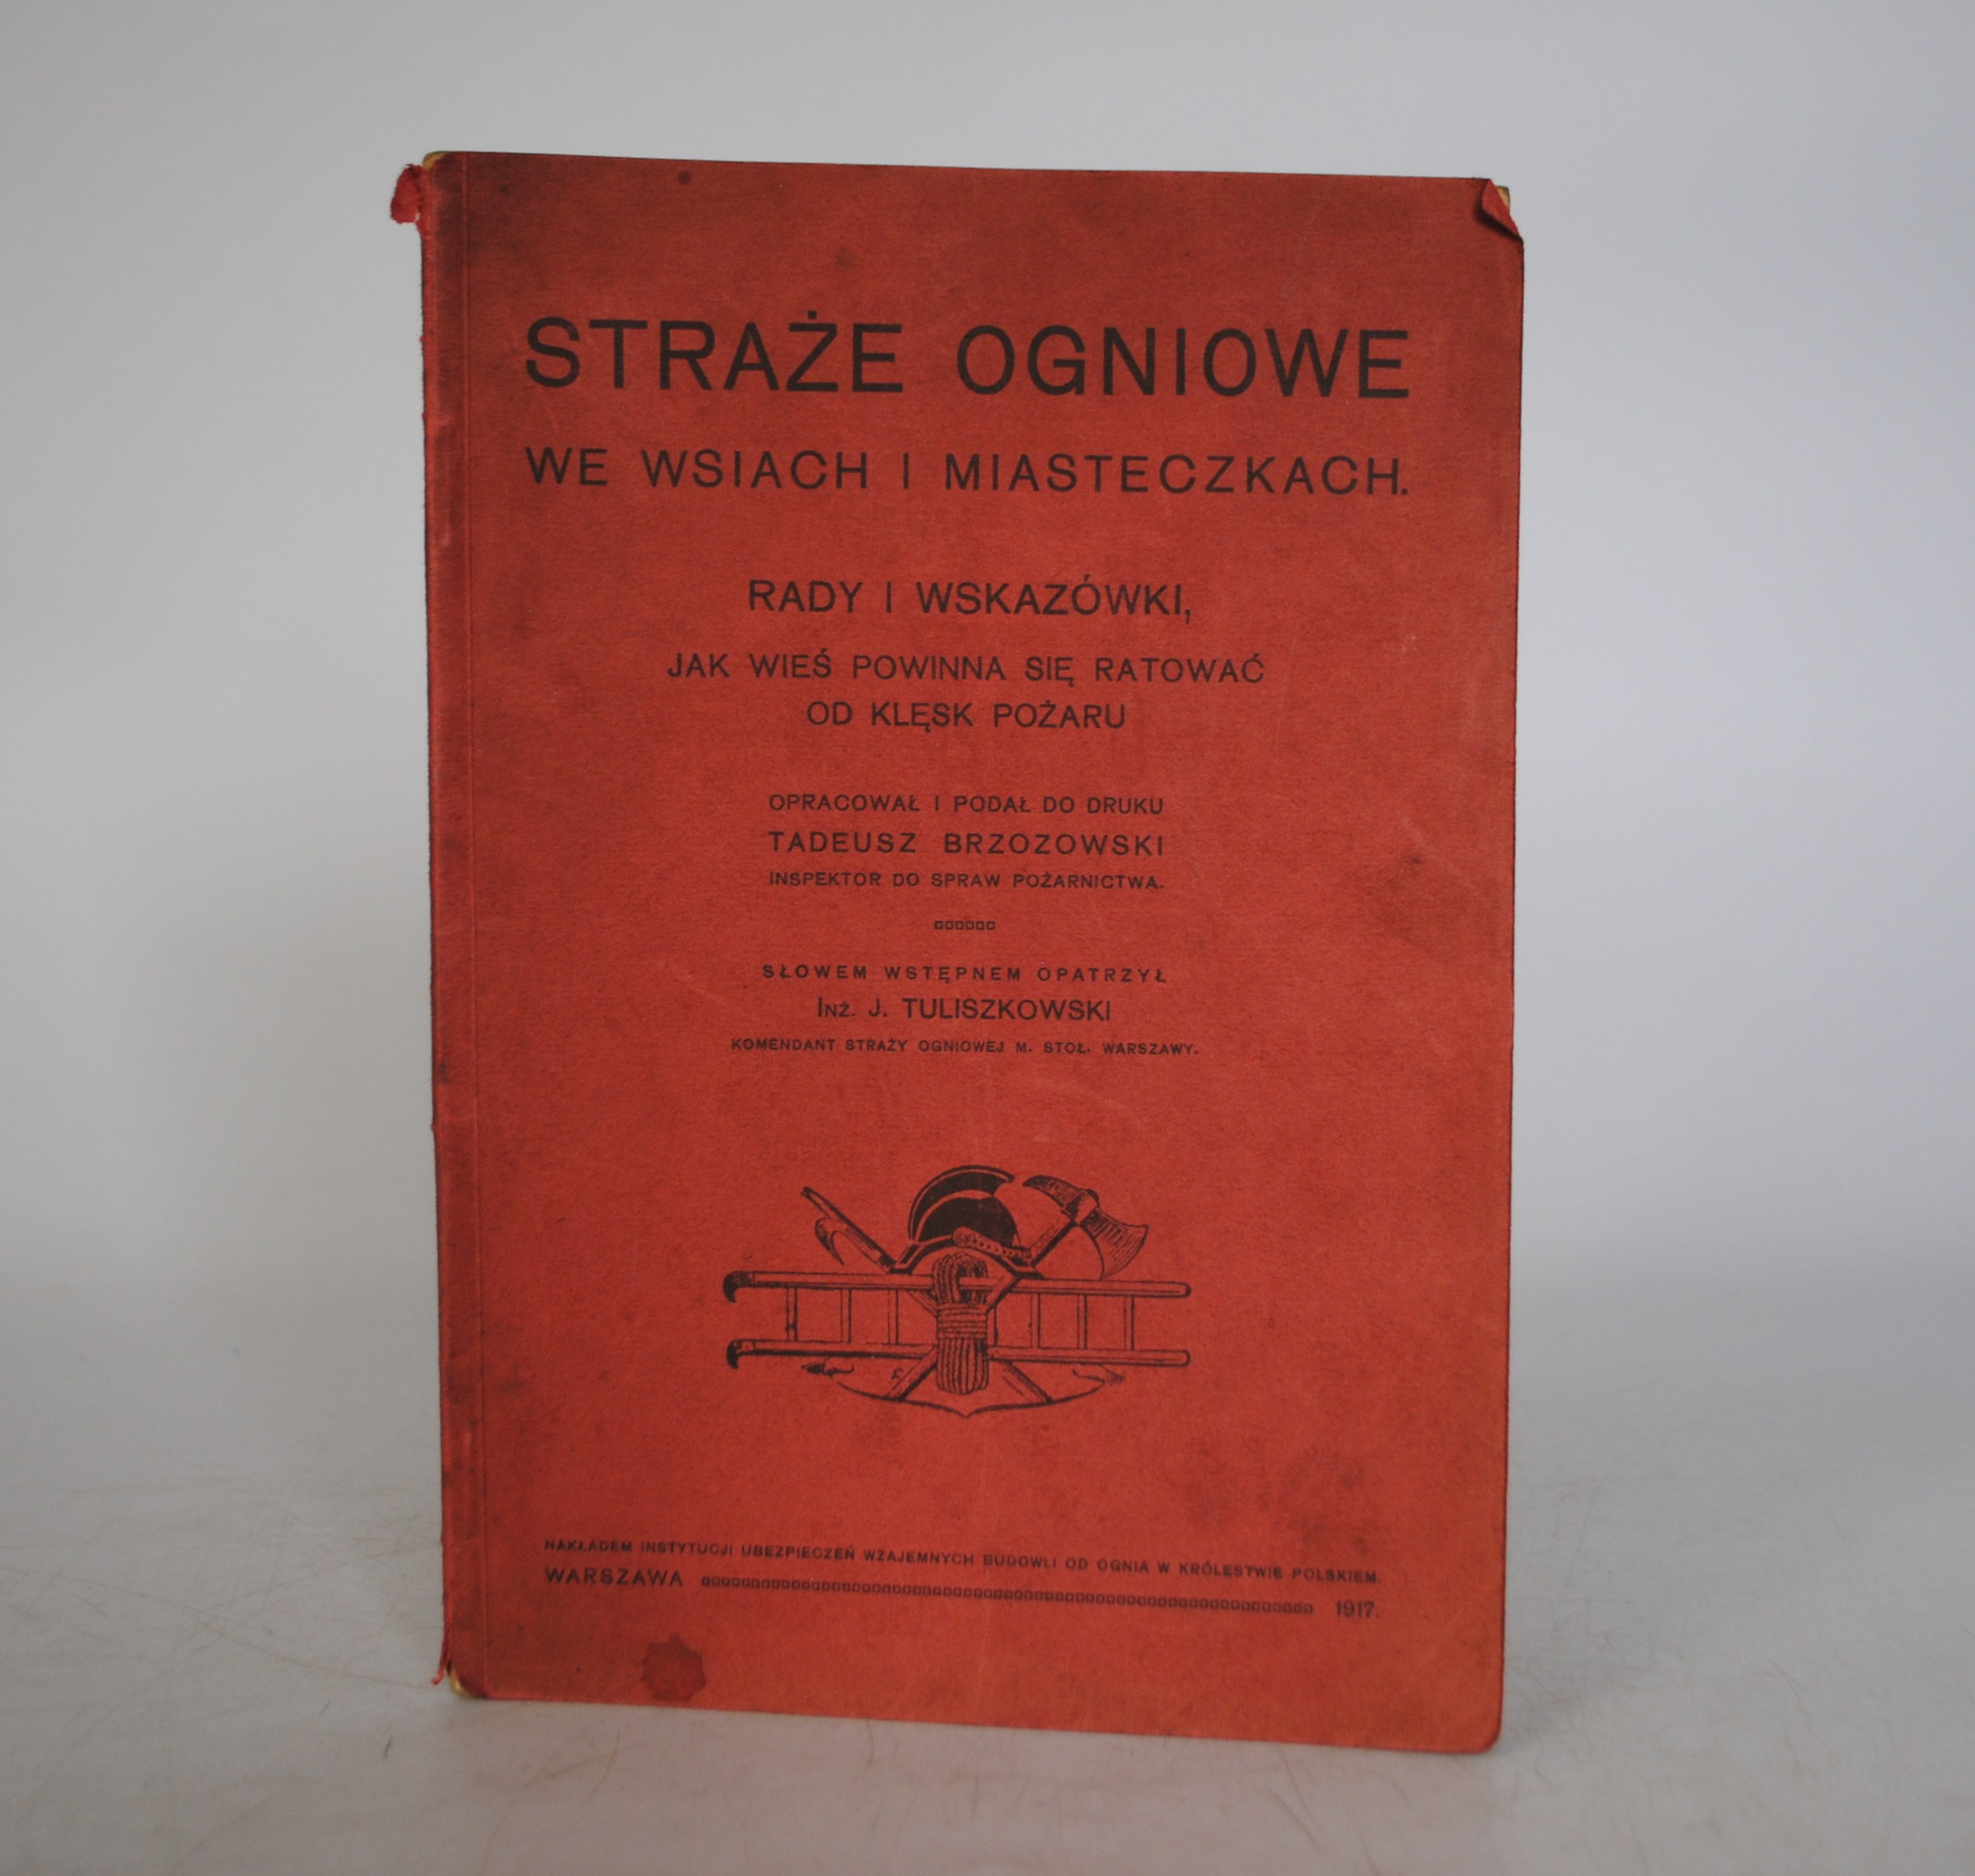 STRAŻE OGNIOWE
WE WSIACH I MIASTECZKACH.
RADY I WSKAZÓWKI,
JAK WIEŚ POWINNA SIĘ RATOWAĆ
OD KLĘSK POŻARU
OPRACOWAŁ I PODAŁ DO DRUKU
TADEUSZ BRZOZOWSKI
INSPEKTOR DO SPRAW POŻARNICTWA.
SŁOWEM WSTĘPNEM OPATRZYŁ
INŻ. J. TULISZKOWSKI
KOMENDANT STRAŻY OGNIOWEJ M. STOŁ. WARSZAWY.
NAKŁADEM INSTYTUCJI UBEZPIECZEŃ WZAJEMNYCH BUDOWLI OD OGNIA W KRÓLESTWIE POLSKIEM.
WARSZAWA 1917.